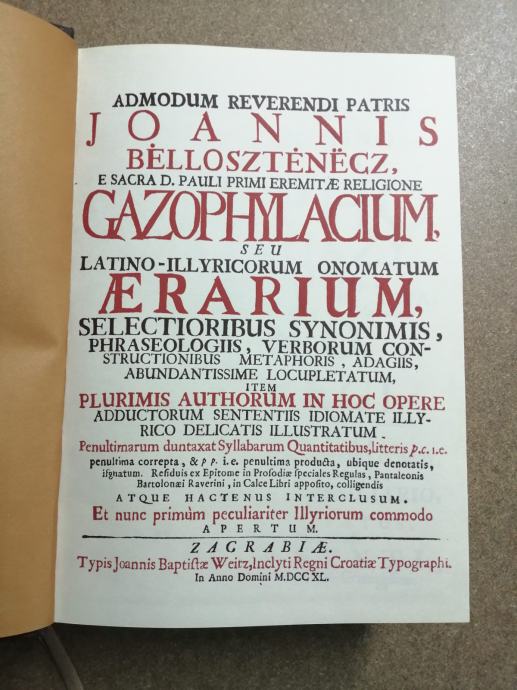 ADMODUM REVERENDI PATRIS
JOANNIS
BĖLLOSZTĖNËCZ,
E SACRA D. PAULI PRIMI EREMITÆ RELIGIONE
GAZOPHYLACIUM,
SEU
LATINO-ILLYRICORUM ONOMATUM
ÆRARIUM,
SELECTIORIBUS SYNONIMIS,
PHRASEOLOGIIS, VERBORUM CON-
STRUCTIONIBUS METAPHORIS, ADAGIIS,
ABUNDANTISSIME LOCUPLETATUM,
ITEM
PLURIMIS AUTHORUM IN HOC OPERE
ADDUCTORUM SENTENTIIS IDIOMATE ILLY-
RICO DELICATIS ILLUSTRATUM.
Penultimarum duntaxat Syllabarum Quantitatibus, litteris p.c. i.e.
penultima correpta, & pp. i.e. penultima producta, ubique denotatis,
iſgnatum. Reſiduis ex Epitome in Proſodiæ ſpeciales Regulas, Pantaleonis
Bartolonæi Raverini, in Calce Libri appoſito, colligendis
ATQUE HACTENUS INTERCLUSUM.
Et nunc primùm peculiariter Illyriorum commodo
APERTUM.
ZAGRABIÆ.
Typis Joannis Baptiſtæ Weitz, Inclyti Regni Croatiæ Typographi.
In Anno Domini M.DCC XL.